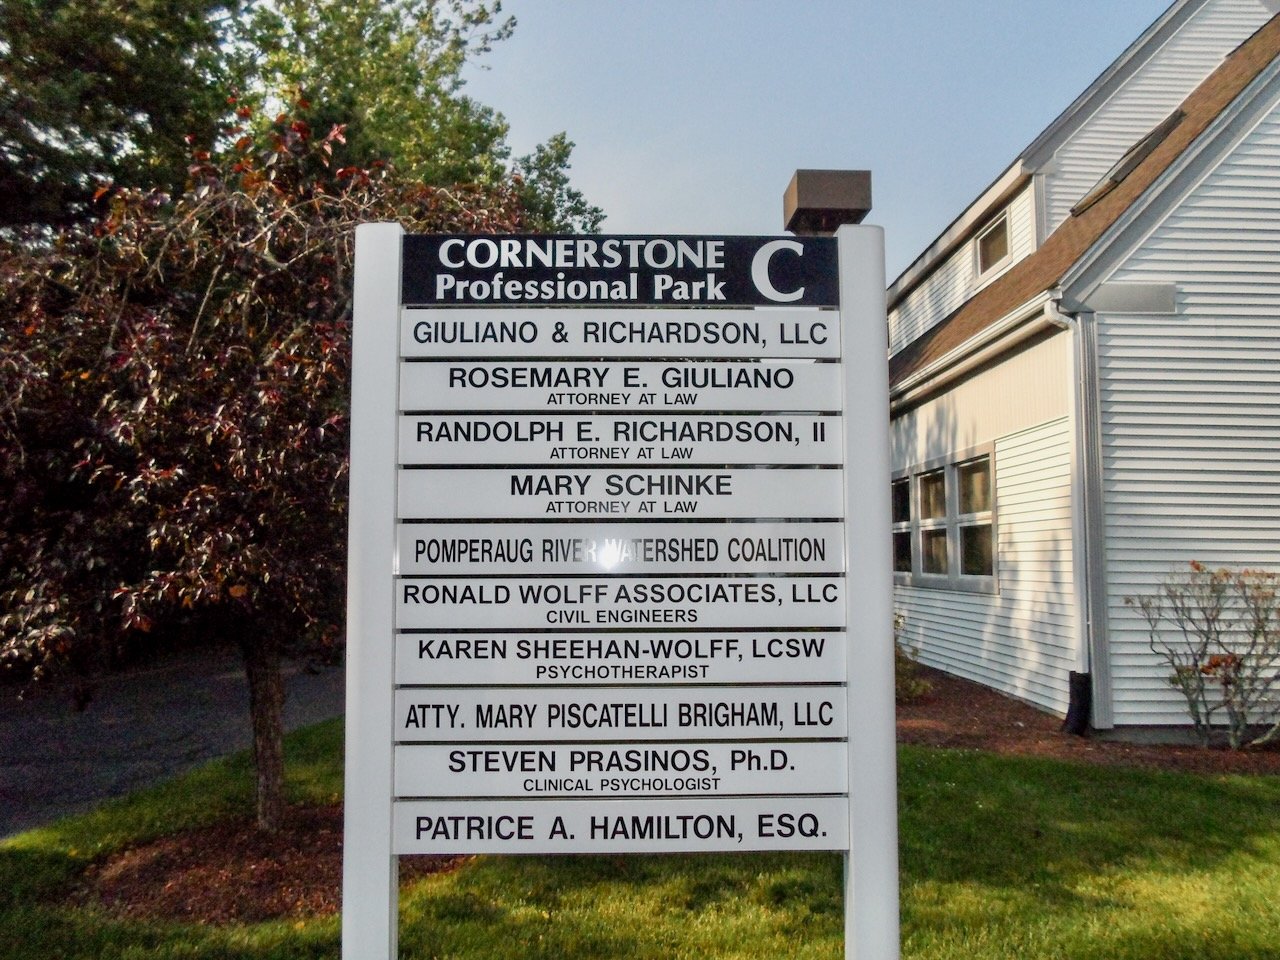 CORNERSTONE C
Professional Park
GIULIANO & RICHARDSON, LLC
ROSEMARY E. GIULIANO
ATTORNEY AT LAW
RANDOLPH E. RICHARDSON, II
ATTORNEY AT LAW
MARY SCHINKE
ATTORNEY AT LAW
POMPERAUG RIVER WATERSHED COALITION
RONALD WOLFF ASSOCIATES, LLC
CIVIL ENGINEERS
KAREN SHEEHAN-WOLFF, LCSW
PSYCHOTHERAPIST
ATTY. MARY PISCATELLI BRIGHAM, LLC
STEVEN PRASINOS, Ph.D.
CLINICAL PSYCHOLOGIST
PATRICE A. HAMILTON, ESQ.